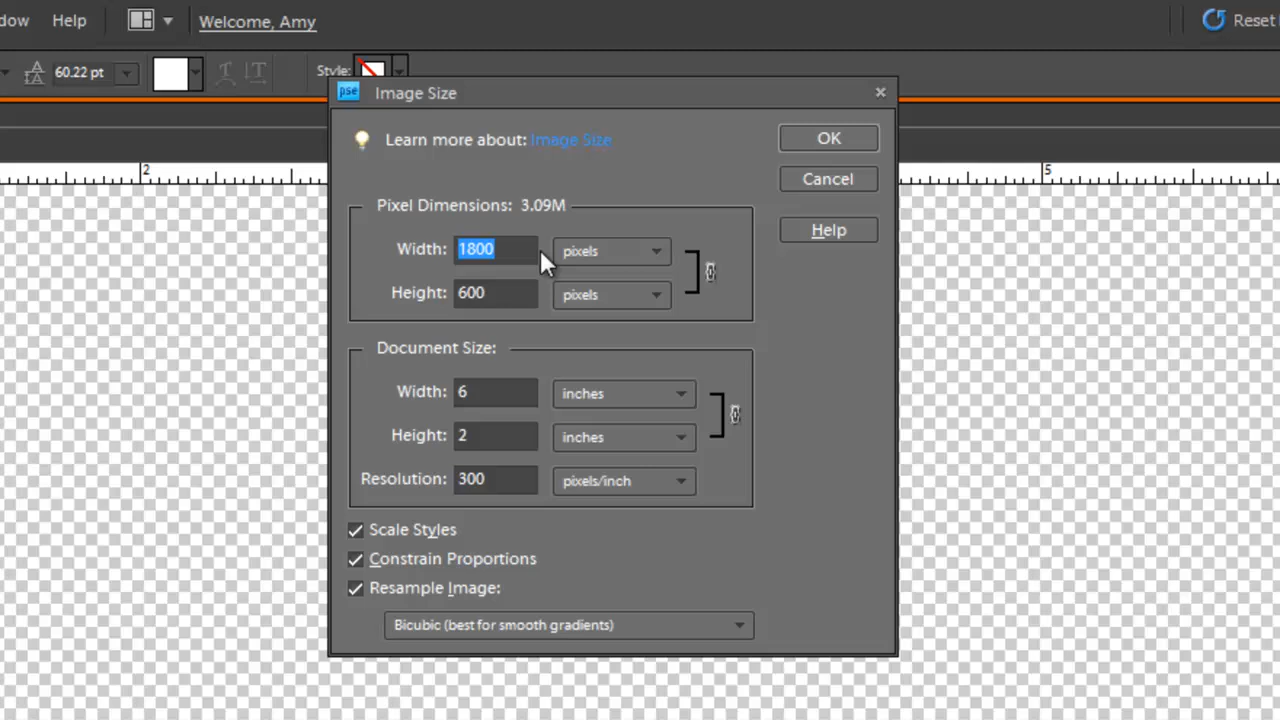 dow Help Welcome, Amy Reset
60.22 pt T T Style:
pse Image Size
Learn more about: Image Size OK
Cancel
Pixel Dimensions: 3.09M
Help
Width: 1800 pixels
Height: 600 pixels
2 5
Document Size:
Width: 6 inches
Height: 2 inches
Resolution: 300 pixels/inch
Scale Styles
Constrain Proportions
Resample Image:
Bicubic (best for smooth gradients)